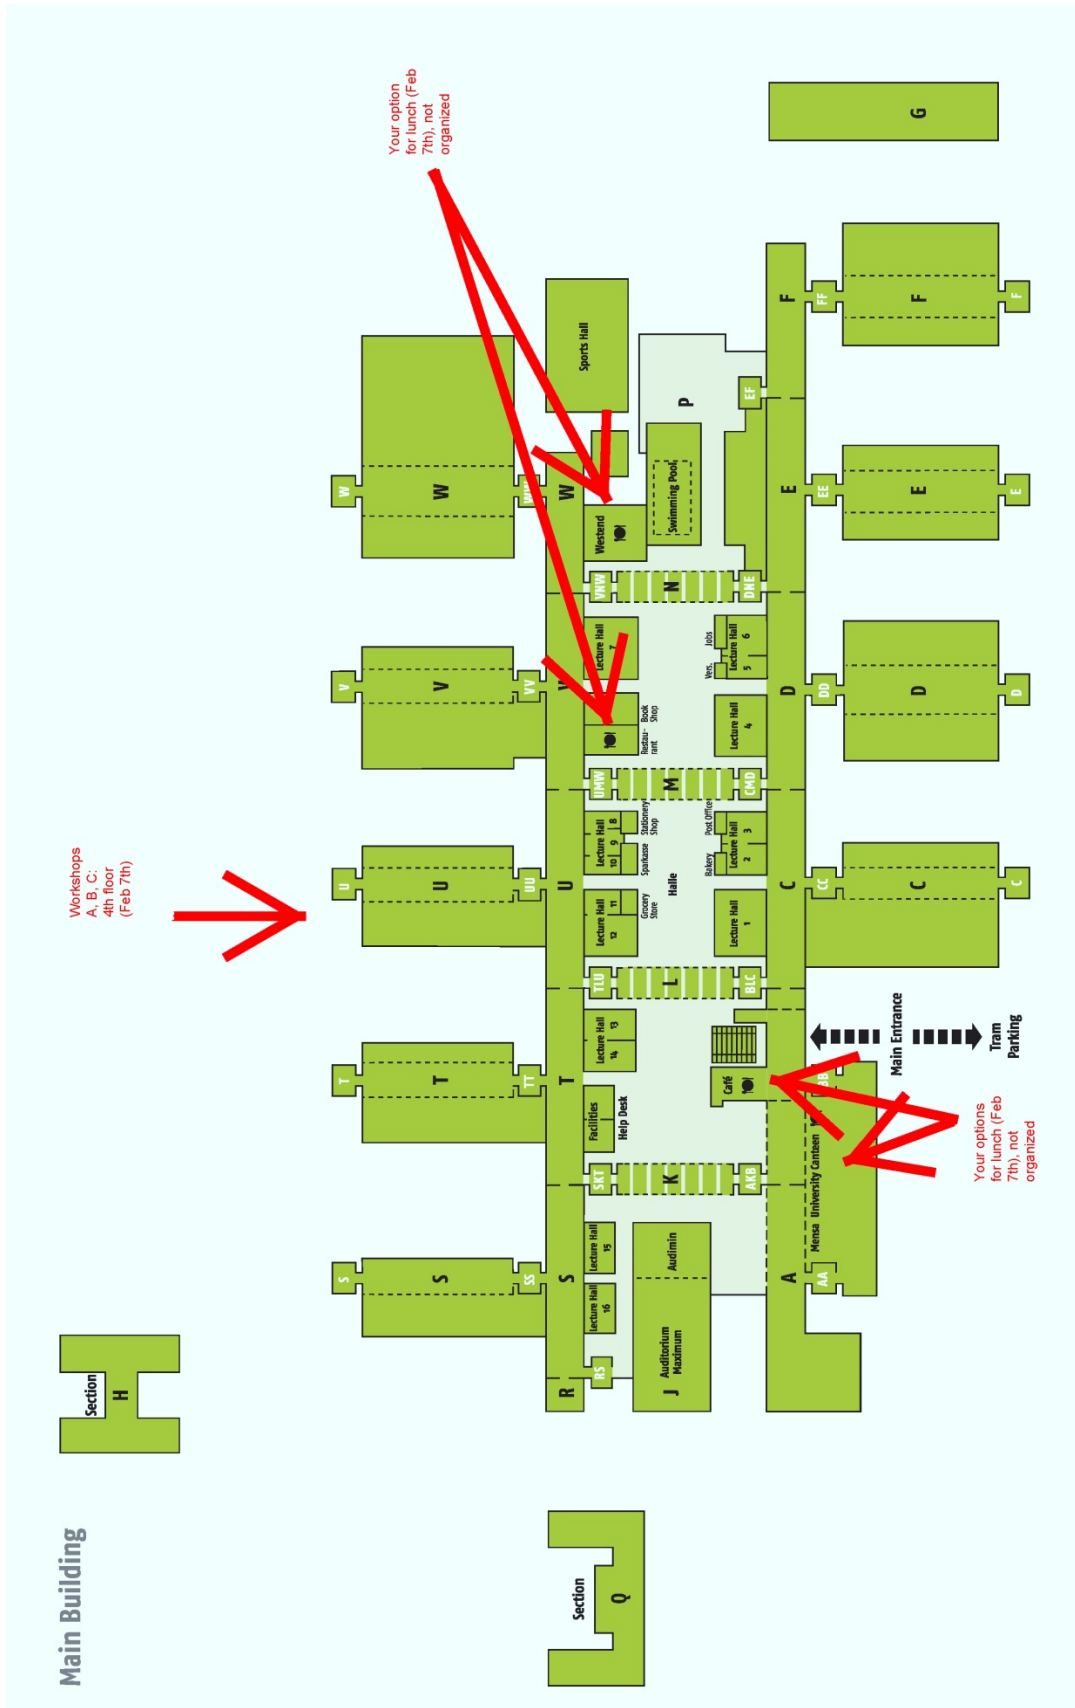 Main Building
Section
H
Section
Q
Workshops
A, B, C:
4th floor
(Feb 7th)
Your option
for lunch (Feb
7th), not
organized
S
T
U
V
W
S
T
U
V
W
SS
TT
UU
VV
R
S
T
U
W
Sports Hall
RS
SKT
TLU
UMW
VNW
Lecture Hall
16
Lecture Hall
15
Facilities
Help Desk
Lecture Hall
14 13
Lecture Hall
12 11
Grocery
Store
Lecture Hall
10 9 8
Sparkasse
Stationery
Shop
Restau-
rant
Book
Shop
Lecture Hall
7
Westend
Swimming Pool
P
J
Auditorium
Maximum
Audimin
K
L
Halle
M
N
Café
Lecture Hall
1
Bakery
Post Office
Lecture Hall
2 3
Lecture Hall
4
Vers.
Jobs
Lecture Hall
5 6
AKB
BLC
CMD
DNE
EF
A
C
D
E
F
AA
BB
CC
DD
EE
FF
Mensa University Canteen
Main Entrance
Tram
Parking
C
D
E
F
G
C
D
E
F
Your options
for lunch (Feb
7th), not
organized